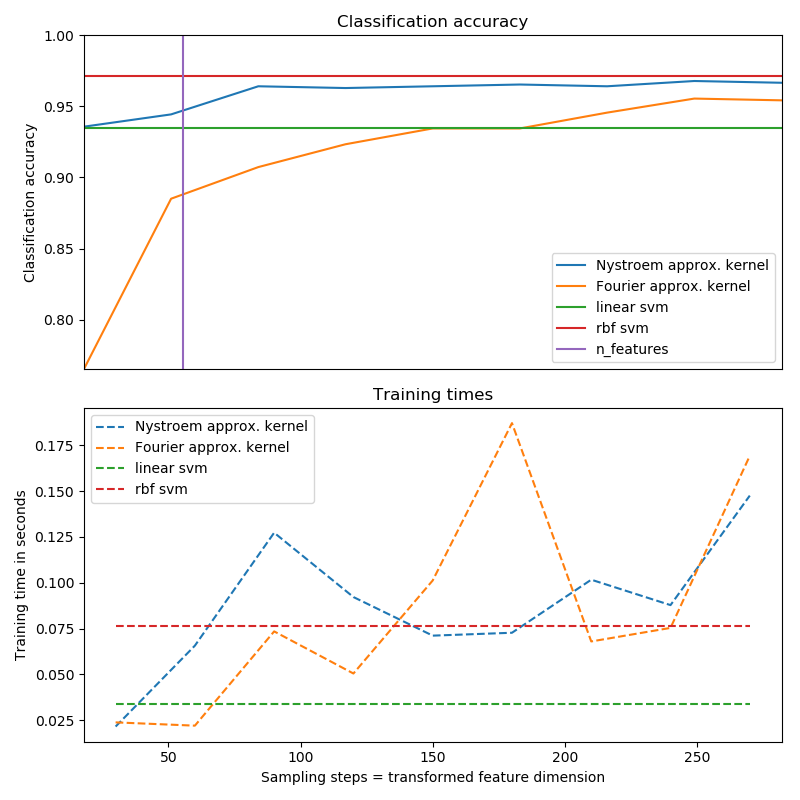 Classification accuracy
1.00
0.95
0.90
0.85
0.80
Classification accuracy
Nystroem approx. kernel
Fourier approx. kernel
linear svm
rbf svm
n_features
Training times
0.175
0.150
0.125
0.100
0.075
0.050
0.025
Training time in seconds
Nystroem approx. kernel
Fourier approx. kernel
linear svm
rbf svm
50 100 150 200 250
Sampling steps = transformed feature dimension